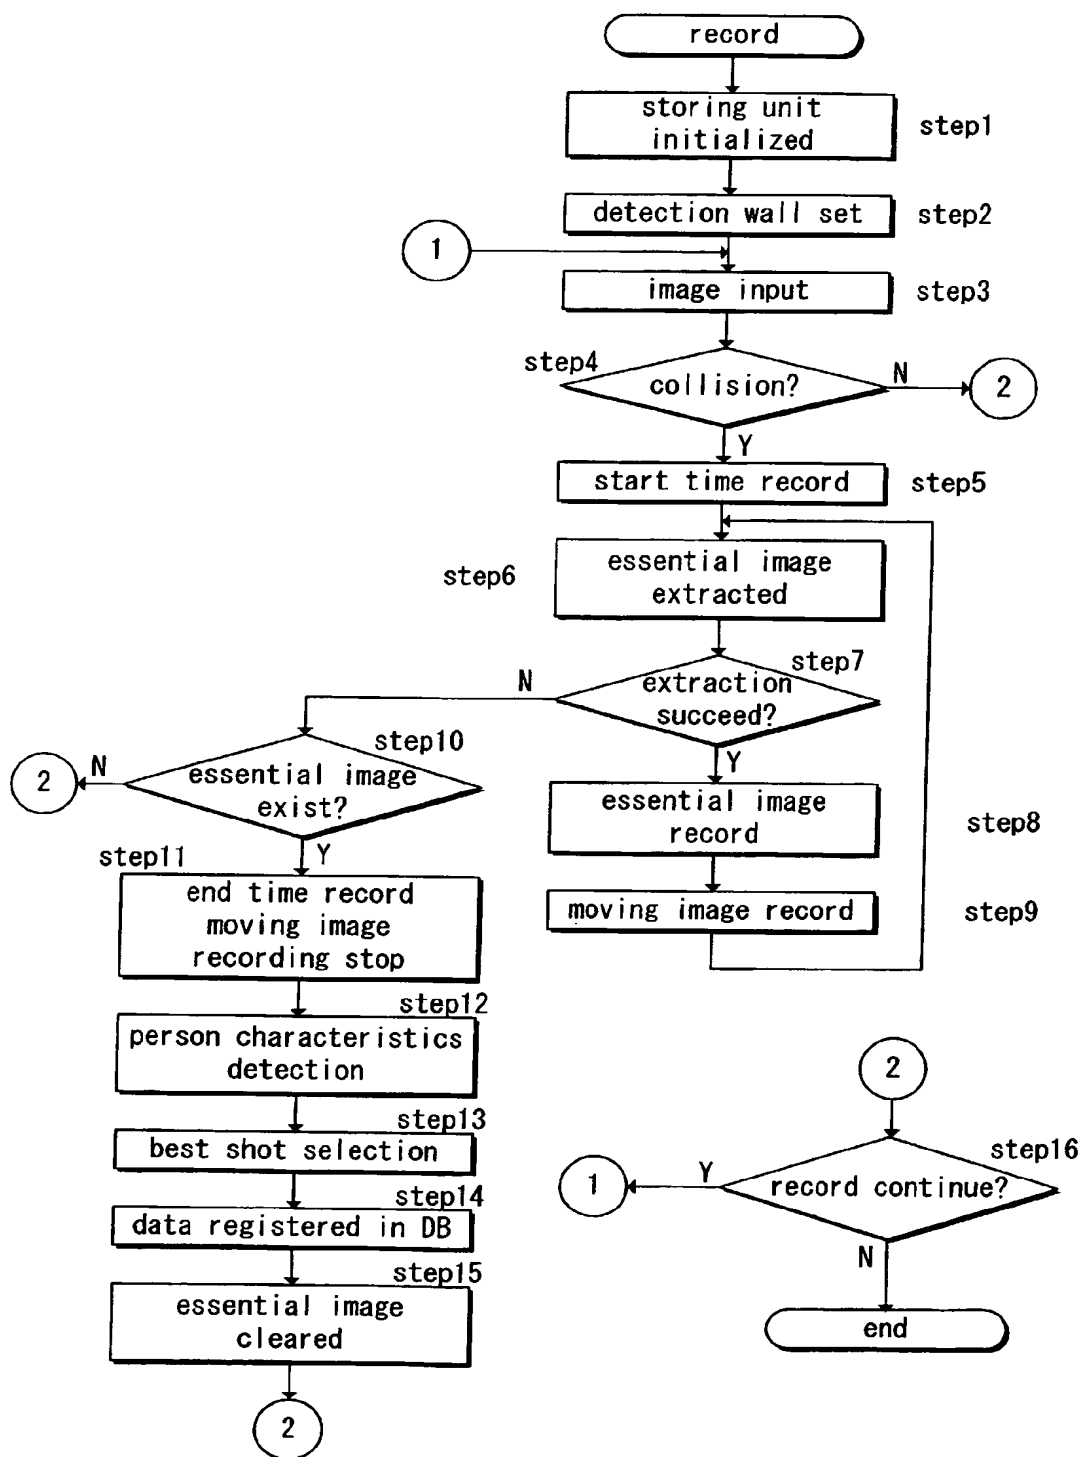 record
storing unit
initialized
step1
detection wall set
step2
1
image input
step3
step4
collision?
N
2
Y
start time record
step5
essential image
extracted
step6
step7
extraction
succeed?
N
Y
essential image
record
step8
moving image record
step9
step10
essential image
exist?
N
2
Y
step11
end time record
moving image
recording stop
step12
person characteristics
detection
step13
best shot selection
step14
data registered in DB
step15
essential image
cleared
2
2
step16
record continue?
Y
1
N
end